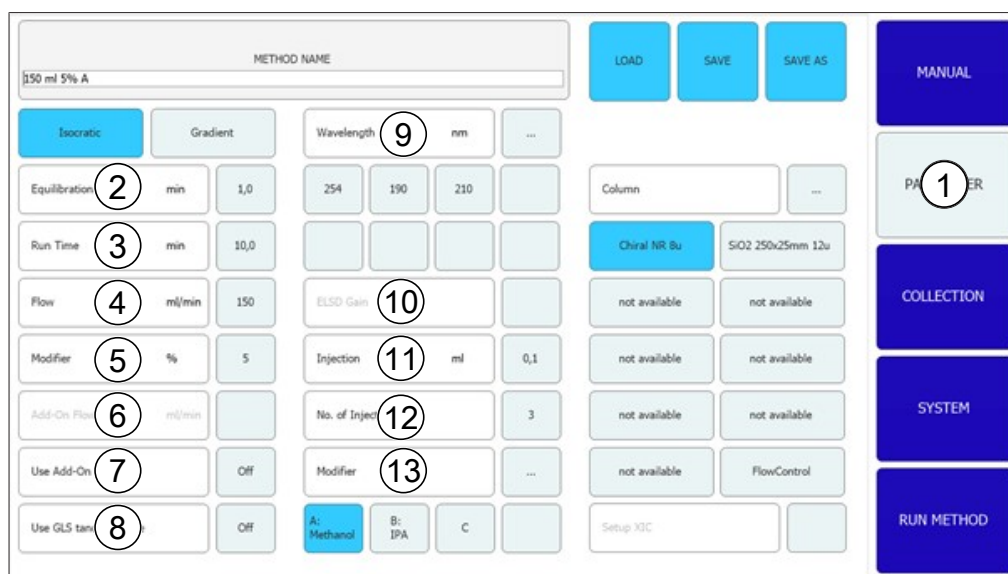 METHOD NAME
150 ml 5% A
LOAD
SAVE
SAVE AS
MANUAL
Isocratic
Gradient
Wavelength 9 nm
...
Equilibration 2 min
1,0
254
190
210
Column
...
1
Run Time 3 min
10,0
Chiral NR 8u
SiO2 250x25mm 12u
Flow 4 ml/min
150
ELSD Gain 10
not available
not available
COLLECTION
Modifier 5 %
5
Injection 11 ml
0,1
not available
not available
Add-On Flow 6 ml/min
No. of 12
3
not available
not available
SYSTEM
Use Add-On 7
Off
Modifier 13
...
not available
FlowControl
Use GLS 8
Off
A:
Methanol
B:
IPA
C
Setup XIC
RUN METHOD